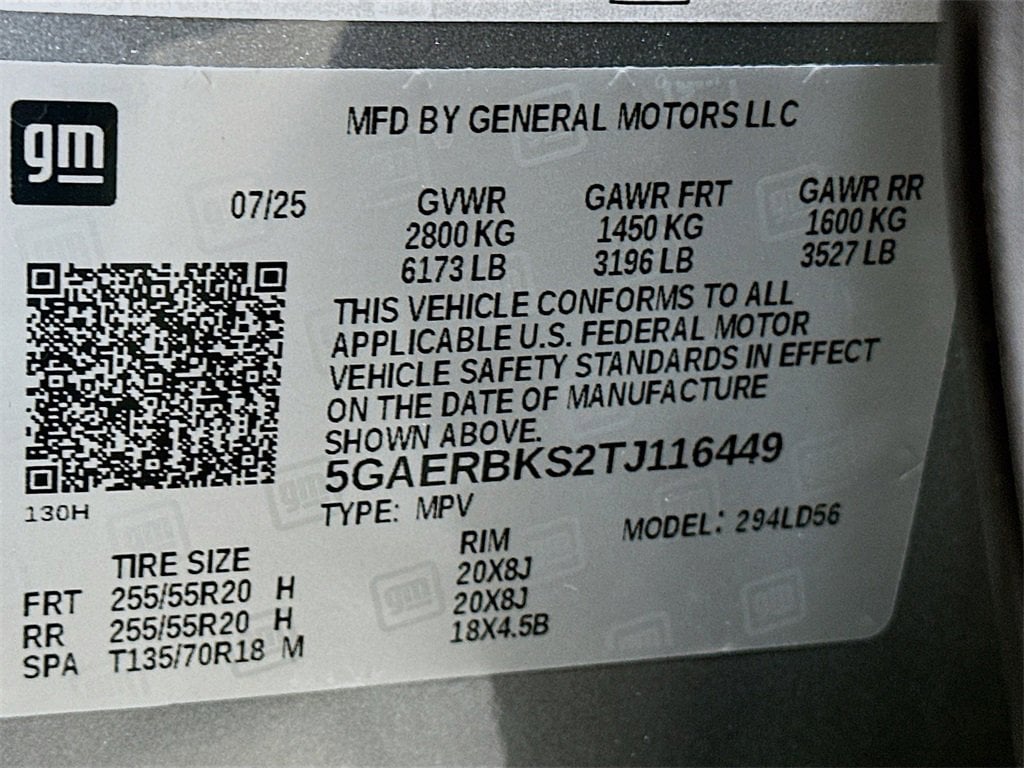 gm
MFD BY GENERAL MOTORS LLC
07/25 GVWR GAWR FRT GAWR RR
2800 KG 1450 KG 1600 KG
6173 LB 3196 LB 3527 LB
THIS VEHICLE CONFORMS TO ALL
APPLICABLE U.S. FEDERAL MOTOR
VEHICLE SAFETY STANDARDS IN EFFECT
ON THE DATE OF MANUFACTURE
SHOWN ABOVE.
5GAERBKS2TJ116449
130H
TYPE: MPV MODEL: 294LD56
TIRE SIZE RIM
FRT 255/55R20 H 20X8J
RR 255/55R20 H 20X8J
SPA T135/70R18 M 18X4.5B